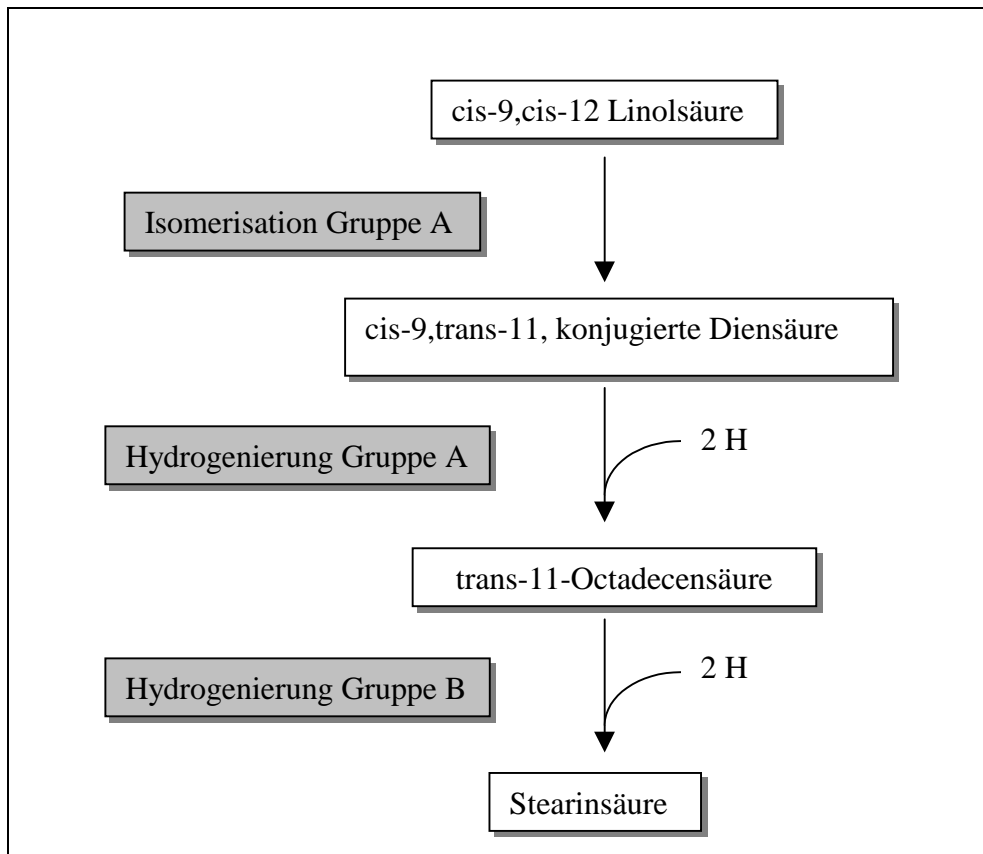 cis-9,cis-12 Linolsäure
Isomerisation Gruppe A
cis-9,trans-11, konjugierte Diensäure
Hydrogenierung Gruppe A
2 H
trans-11-Octadecensäure
Hydrogenierung Gruppe B
2 H
Stearinsäure